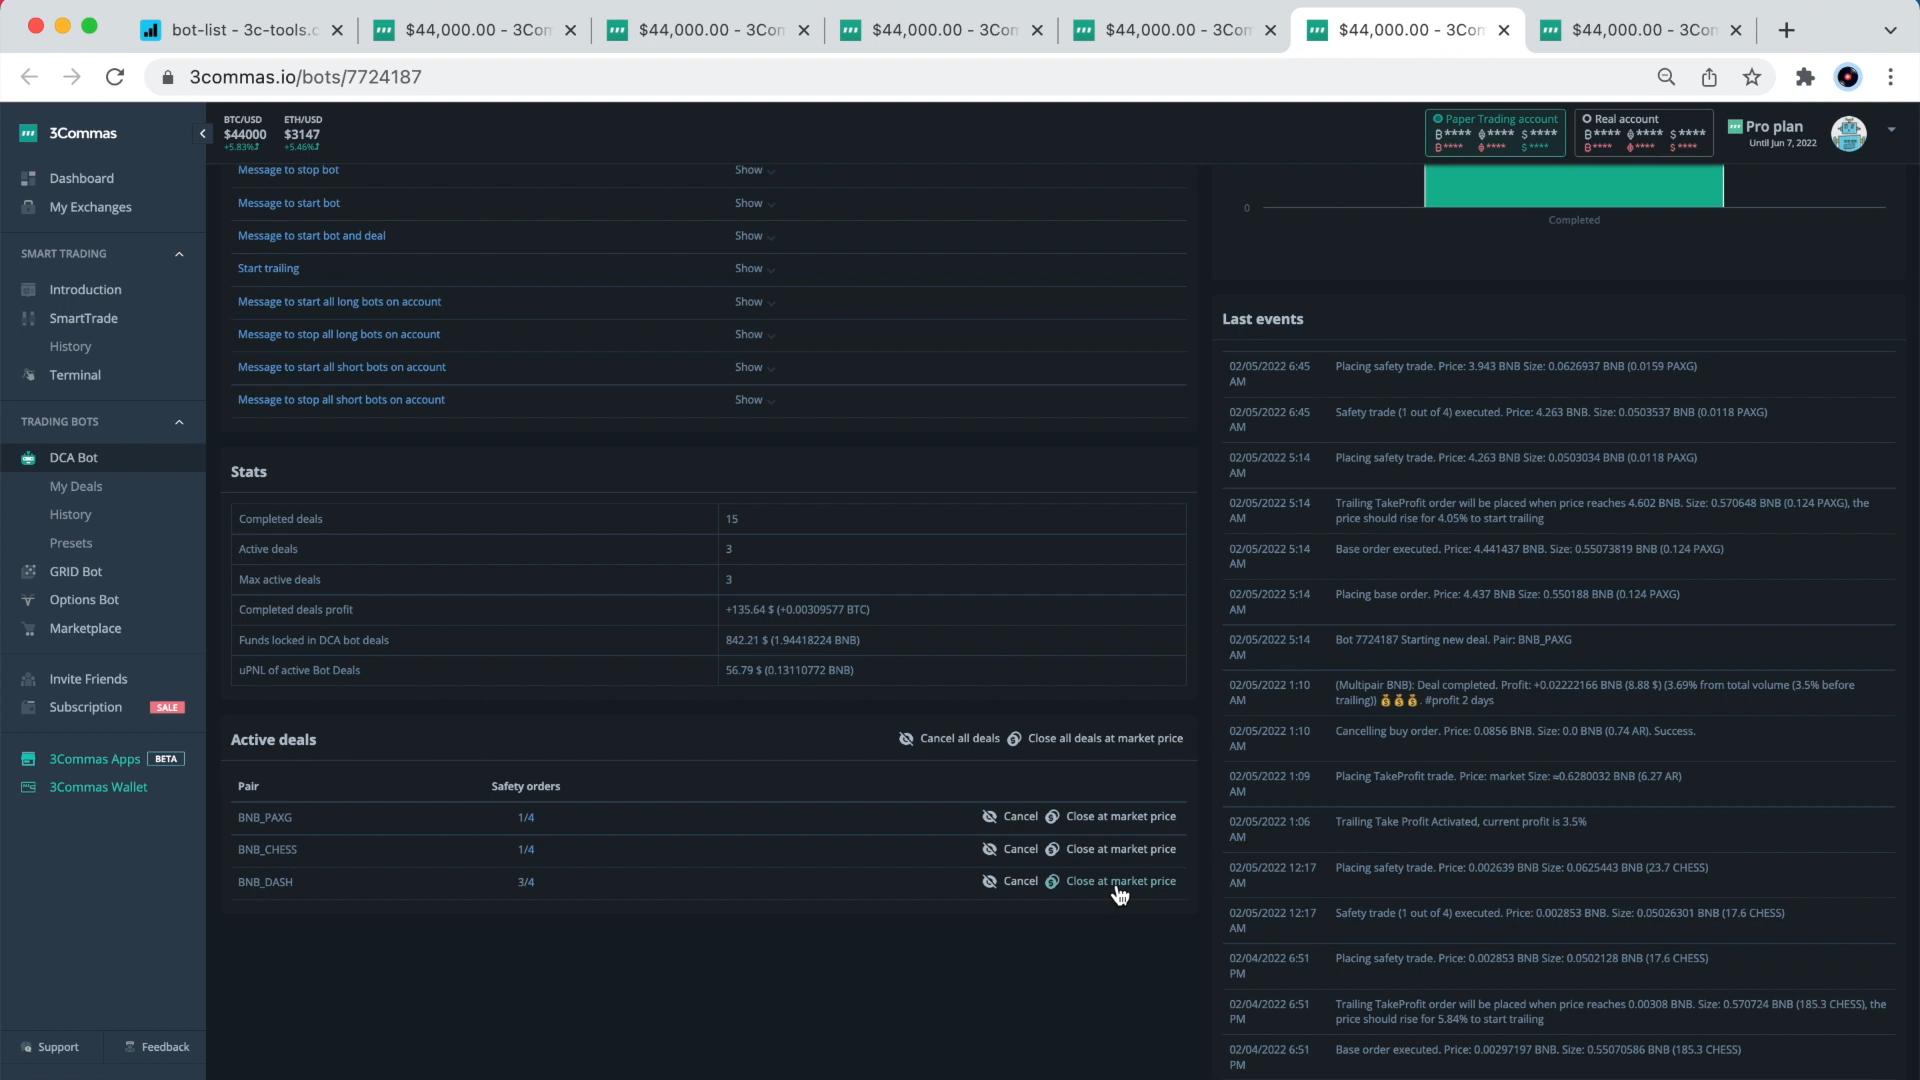 bot-list - 3c-tools.c
$44,000.00 - 3Com
$44,000.00 - 3Com
$44,000.00 - 3Com
$44,000.00 - 3Com
$44,000.00 - 3Com
$44,000.00 - 3Com
3commas.io/bots/7724187
3Commas
BTC/USD
$44000
+5.83%
ETH/USD
$3147
+5.46%
Paper Trading account
**** **** $****
**** **** $ ****
Real account
**** **** $****
**** **** $ ****
Pro plan
Until Jun 7, 2022
Dashboard
My Exchanges
SMART TRADING
Introduction
SmartTrade
History
Terminal
TRADING BOTS
DCA Bot
My Deals
History
Presets
GRID Bot
Options Bot
Marketplace
Invite Friends
Subscription SALE
3Commas Apps BETA
3Commas Wallet
Support
Feedback
Message to stop bot Show
Message to start bot Show
Message to start bot and deal Show
Start trailing Show
Message to start all long bots on account Show
Message to stop all long bots on account Show
Message to start all short bots on account Show
Message to stop all short bots on account Show
Stats
Completed deals 15
Active deals 3
Max active deals 3
Completed deals profit +135.64 $ (+0.00309577 BTC)
Funds locked in DCA bot deals 842.21 $ (1.94418224 BNB)
uPNL of active Bot Deals 56.79 $ (0.13110772 BNB)
Active deals
Cancel all deals Close all deals at market price
Pair Safety orders
BNB_PAXG 1/4 Cancel Close at market price
BNB_CHESS 1/4 Cancel Close at market price
BNB_DASH 3/4 Cancel Close at market price
0
Completed
Last events
02/05/2022 6:45 Placing safety trade. Price: 3.943 BNB Size: 0.0626937 BNB (0.0159 PAXG)
AM
02/05/2022 6:45 Safety trade (1 out of 4) executed. Price: 4.263 BNB. Size: 0.0503537 BNB (0.0118 PAXG)
AM
02/05/2022 5:14 Placing safety trade. Price: 4.263 BNB Size: 0.0503034 BNB (0.0118 PAXG)
AM
02/05/2022 5:14 Trailing TakeProfit order will be placed when price reaches 4.602 BNB. Size: 0.570648 BNB (0.124 PAXG), the
AM price should rise for 4.05% to start trailing
02/05/2022 5:14 Base order executed. Price: 4.441437 BNB. Size: 0.55073819 BNB (0.124 PAXG)
AM
02/05/2022 5:14 Placing base order. Price: 4.437 BNB Size: 0.550188 BNB (0.124 PAXG)
AM
02/05/2022 5:14 Bot 7724187 Starting new deal. Pair: BNB_PAXG
AM
02/05/2022 1:10 (Multipair BNB): Deal completed. Profit: +0.02222166 BNB (8.88 $) (3.69% from total volume (3.5% before
AM trailing)) 💰💰💰. #profit 2 days
02/05/2022 1:10 Cancelling buy order. Price: 0.0856 BNB. Size: 0.0 BNB (0.74 AR). Success.
AM
02/05/2022 1:09 Placing TakeProfit trade. Price: market Size: ≈0.6280032 BNB (6.27 AR)
AM
02/05/2022 1:06 Trailing Take Profit Activated, current profit is 3.5%
AM
02/05/2022 12:17 Placing safety trade. Price: 0.002639 BNB Size: 0.0625443 BNB (23.7 CHESS)
AM
02/05/2022 12:17 Safety trade (1 out of 4) executed. Price: 0.002853 BNB. Size: 0.05026301 BNB (17.6 CHESS)
AM
02/04/2022 6:51 Placing safety trade. Price: 0.002853 BNB Size: 0.0502128 BNB (17.6 CHESS)
PM
02/04/2022 6:51 Trailing TakeProfit order will be placed when price reaches 0.00308 BNB. Size: 0.570724 BNB (185.3 CHESS), the
PM price should rise for 5.84% to start trailing
02/04/2022 6:51 Base order executed. Price: 0.00297197 BNB. Size: 0.55070586 BNB (185.3 CHESS)
PM